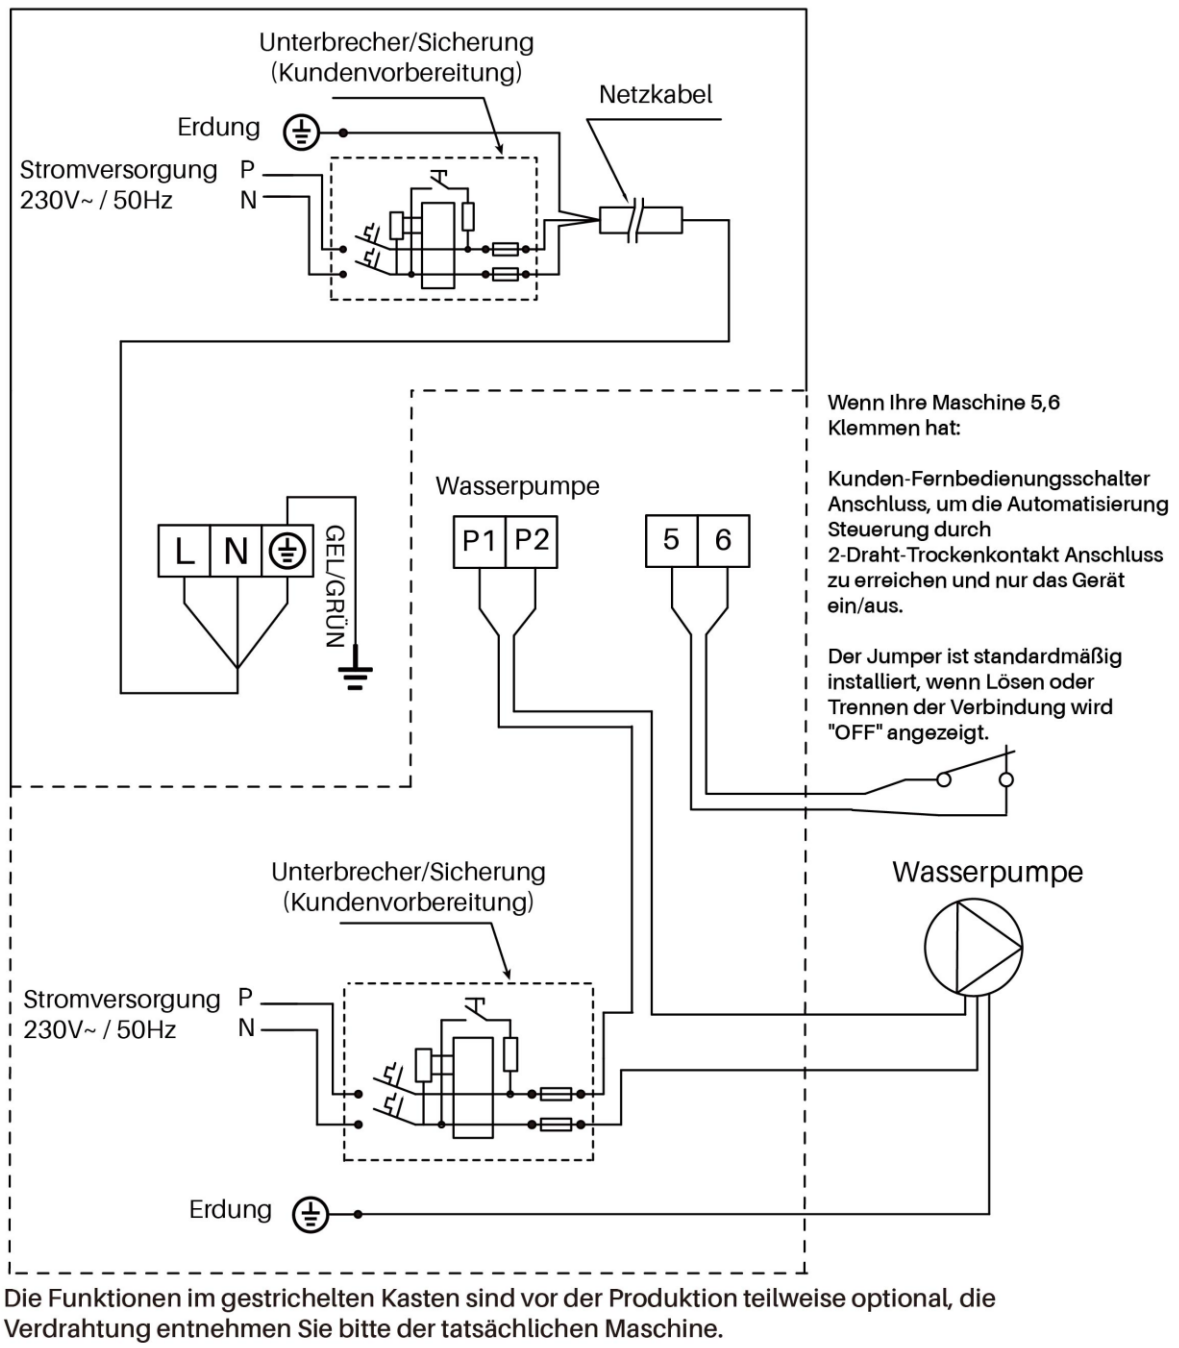 Unterbrecher/Sicherung
(Kundenvorbereitung)
Netzkabel
Erdung
Stromversorgung P
230V~ / 50Hz N
Wenn Ihre Maschine 5,6
Klemmen hat:
Kunden-Fernbedienungsschalter
Anschluss, um die Automatisierung
Steuerung durch
2-Draht-Trockenkontakt Anschluss
zu erreichen und nur das Gerät
ein/aus.
Der Jumper ist standardmäßig
installiert, wenn Lösen oder
Trennen der Verbindung wird
"OFF" angezeigt.
Wasserpumpe
L N
GEL/GRÜN
P1 P2
5 6
Wasserpumpe
Unterbrecher/Sicherung
(Kundenvorbereitung)
Stromversorgung P
230V~ / 50Hz N
Erdung
Die Funktionen im gestrichelten Kasten sind vor der Produktion teilweise optional, die
Verdrahtung entnehmen Sie bitte der tatsächlichen Maschine.